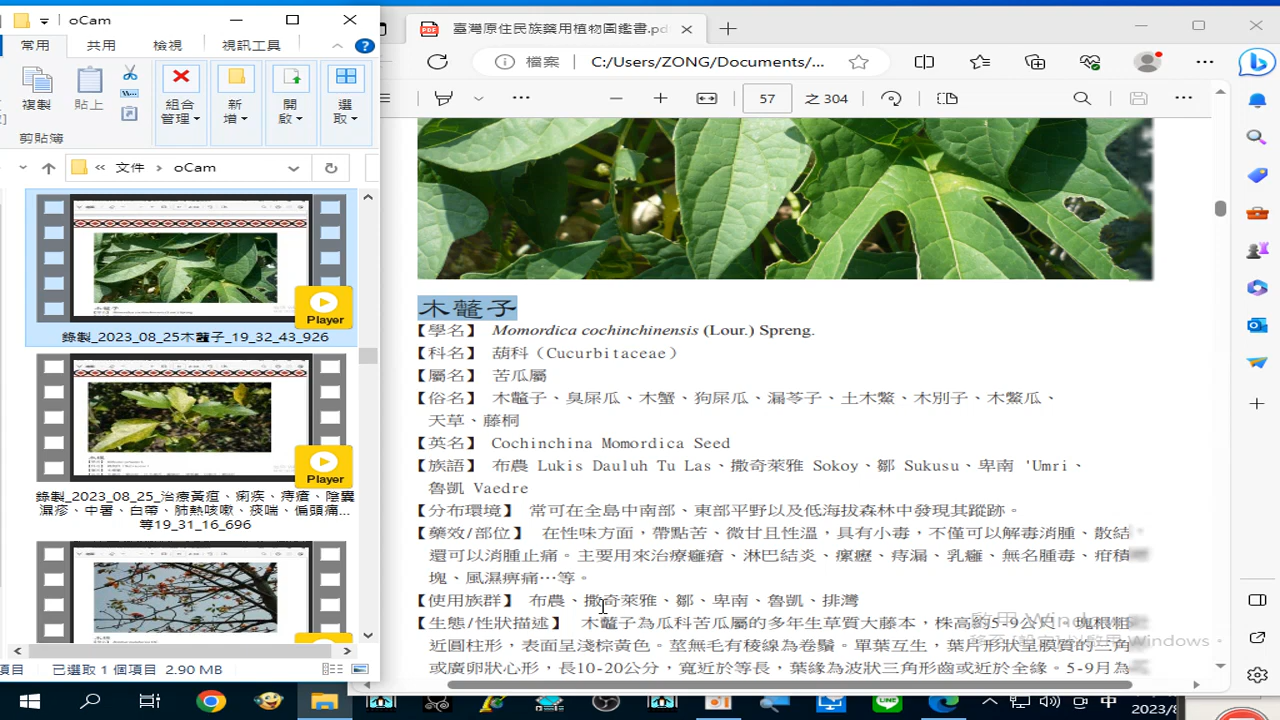 oCam
常用 共用 檢視 視訊工具
複製 貼上 組合管理 新增 開啟 選取
剪貼簿
文件 oCam
Player
錄製_2023_08_25木虌子_19_32_43_926
Player
錄製_2023_08_25_治療黃疸、痢疾、痔瘡、陰囊
濕疹、中暑、白帶、肺熱咳嗽、痰喘、偏頭痛...
等19_31_16_696
項目 已選取 1 個項目 2.90 MB
臺灣原住民族藥用植物圖鑑書.pd
檔案 C:/Users/ZONG/Documents/...
57 之 304
木虌子
【學名】 Momordica cochinchinensis (Lour.) Spreng.
【科名】 葫科（Cucurbitaceae）
【屬名】 苦瓜屬
【俗名】 木虌子、臭屎瓜、木蟹、狗屎瓜、漏苓子、土木鱉、木別子、木鱉瓜、
天草、藤桐
【英名】 Cochinchina Momordica Seed
【族語】 布農 Lukis Dauluh Tu Las、撒奇萊雅 Sokoy、鄒 Sukusu、卑南 'Umri、
魯凱 Vaedre
【分布環境】 常可在全島中南部、東部平野以及低海拔森林中發現其蹤跡。
【藥效/部位】 在性味方面，帶點苦、微甘且性溫，具有小毒，不僅可以解毒消腫、散結
還可以消腫止痛。主要用來治療癰瘡、淋巴結炎、瘰癧、痔漏、乳癰、無名腫毒、疳積
塊、風濕痹痛…等。
【使用族群】 布農、撒奇萊雅、鄒、卑南、魯凱、排灣
【生態/性狀描述】 木虌子為瓜科苦瓜屬的多年生草質大藤本，株高約5-9公尺，塊根粗
近圓柱形，表面呈淺棕黃色。莖無毛有稜線為卷鬚。單葉互生，葉片形狀呈膜質的三角
或廣卵狀心形，長10-20公分，寬近於等長，葉緣為波狀三角形齒或近於全緣。5-9月為
啟用 Windows
Windows。
中
2023/8